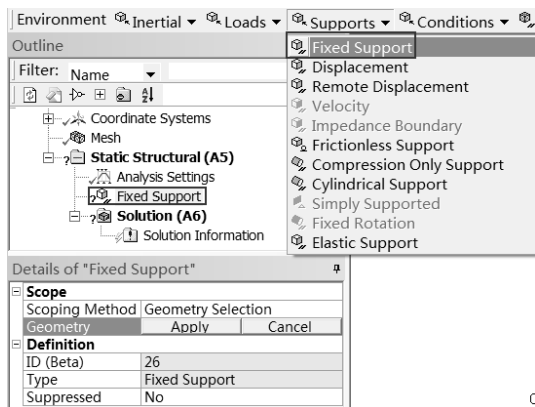 Environment Inertial Loads Supports Conditions
Outline
Filter: Name
Coordinate Systems
Mesh
Static Structural (A5)
Analysis Settings
Fixed Support
Solution (A6)
Solution Information
Fixed Support
Displacement
Remote Displacement
Velocity
Impedance Boundary
Frictionless Support
Compression Only Support
Cylindrical Support
Simply Supported
Fixed Rotation
Elastic Support
Details of "Fixed Support"
Scope
Scoping Method Geometry Selection
Geometry Apply Cancel
Definition
ID (Beta) 26
Type Fixed Support
Suppressed No